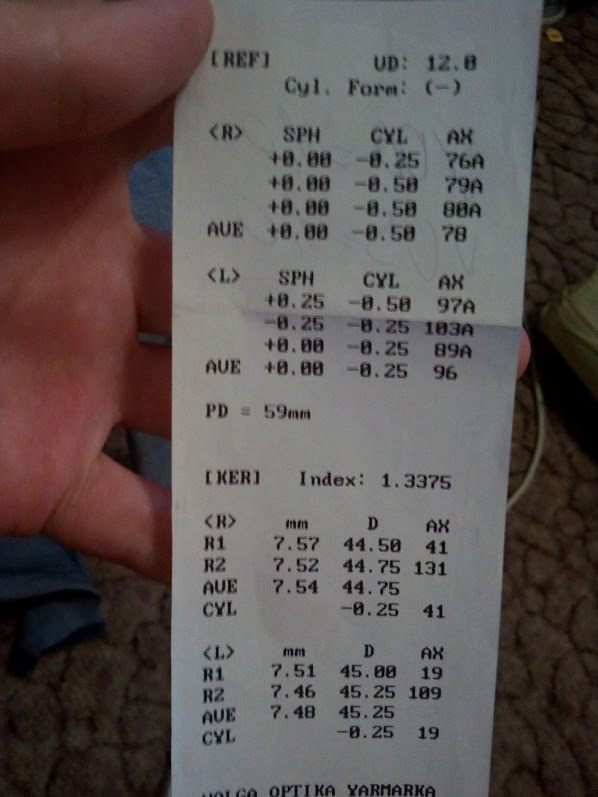 [REF] VD: 12.0
Cyl. Form: (-)
<R> SPH CYL AX
+0.00 -0.25 76A
+0.00 -0.50 79A
+0.00 -0.50 80A
AVE +0.00 -0.50 78
<L> SPH CYL AX
+0.25 -0.50 97A
-0.25 -0.25 103A
+0.00 -0.25 89A
AVE +0.00 -0.25 96
PD = 59mm
[KER] Index: 1.3375
<R> mm D AX
R1 7.57 44.50 41
R2 7.52 44.75 131
AVE 7.54 44.75
CYL -0.25 41
<L> mm D AX
R1 7.51 45.00 19
R2 7.46 45.25 109
AVE 7.48 45.25
CYL -0.25 19
OPTIKA YARMARKA